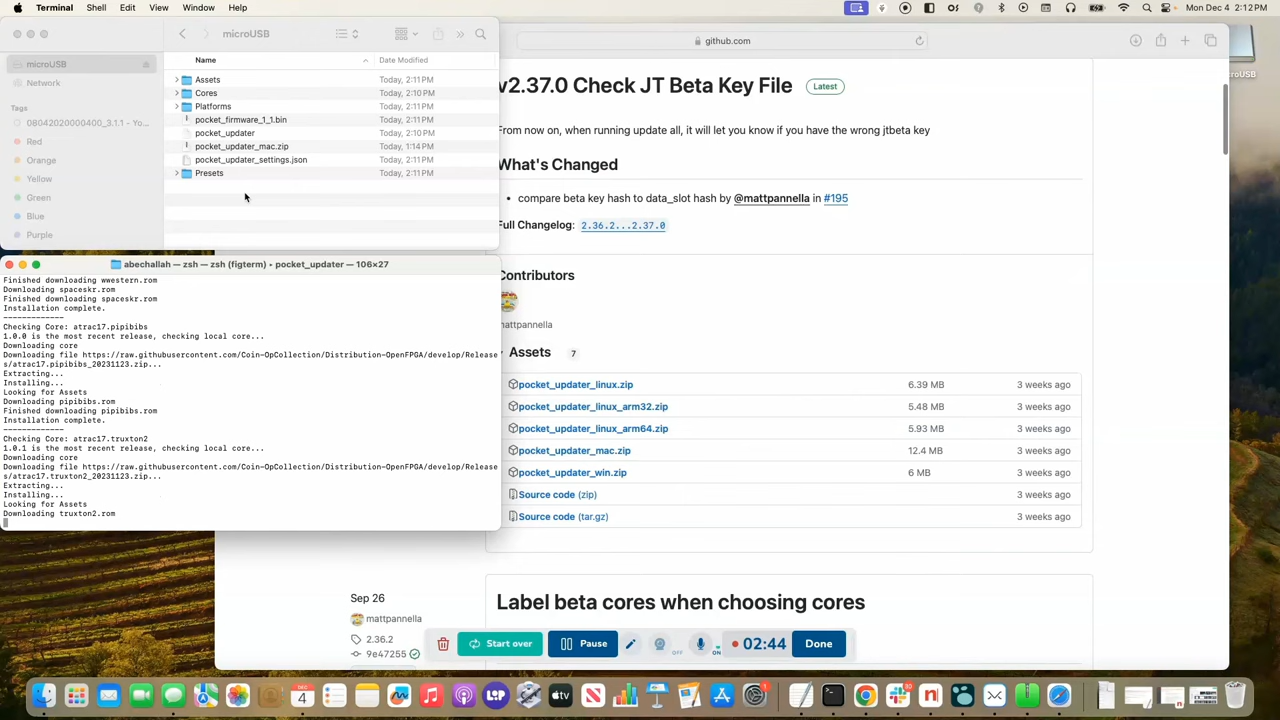 Terminal Shell Edit View Window Help
Mon Dec 4 2:12 PM
microUSB
microUSB
Network
Tags
08042020000400_3.1.1 - Yo...
Red
Orange
Yellow
Green
Blue
Purple
Name Date Modified
Assets Today, 2:11 PM
Cores Today, 2:10 PM
Platforms Today, 2:11 PM
pocket_firmware_1_1.bin Today, 2:11 PM
pocket_updater Today, 2:10 PM
pocket_updater_mac.zip Today, 1:14 PM
pocket_updater_settings.json Today, 2:11 PM
Presets Today, 2:11 PM
abechallah — zsh — zsh (figterm) ▸ pocket_updater — 106×27
Finished downloading wwestern.rom
Downloading spaceskr.rom
Finished downloading spaceskr.rom
Installation complete.
-------------
Checking Core: atrac17.pipibibs
1.0.0 is the most recent release, checking local core...
Downloading core
Downloading file https://raw.githubusercontent.com/Coin-OpCollection/Distribution-OpenFPGA/develop/Release
s/atrac17.pipibibs_20231123.zip...
Extracting...
Installing...
Looking for Assets
Downloading pipibibs.rom
Finished downloading pipibibs.rom
Installation complete.
-------------
Checking Core: atrac17.truxton2
1.0.1 is the most recent release, checking local core...
Downloading core
Downloading file https://raw.githubusercontent.com/Coin-OpCollection/Distribution-OpenFPGA/develop/Release
s/atrac17.truxton2_20231123.zip...
Extracting...
Installing...
Looking for Assets
Downloading truxton2.rom
github.com
v2.37.0 Check JT Beta Key File Latest
From now on, when running update all, it will let you know if you have the wrong jtbeta key
What's Changed
• compare beta key hash to data_slot hash by @mattpannella in #195
Full Changelog: 2.36.2...2.37.0
Contributors
mattpannella
Assets 7
pocket_updater_linux.zip 6.39 MB 3 weeks ago
pocket_updater_linux_arm32.zip 5.48 MB 3 weeks ago
pocket_updater_linux_arm64.zip 5.93 MB 3 weeks ago
pocket_updater_mac.zip 12.4 MB 3 weeks ago
pocket_updater_win.zip 6 MB 3 weeks ago
Source code (zip) 3 weeks ago
Source code (tar.gz) 3 weeks ago
Sep 26
mattpannella
2.36.2
9e47255
Label beta cores when choosing cores
Start over Pause OFF ON 02:44 Done